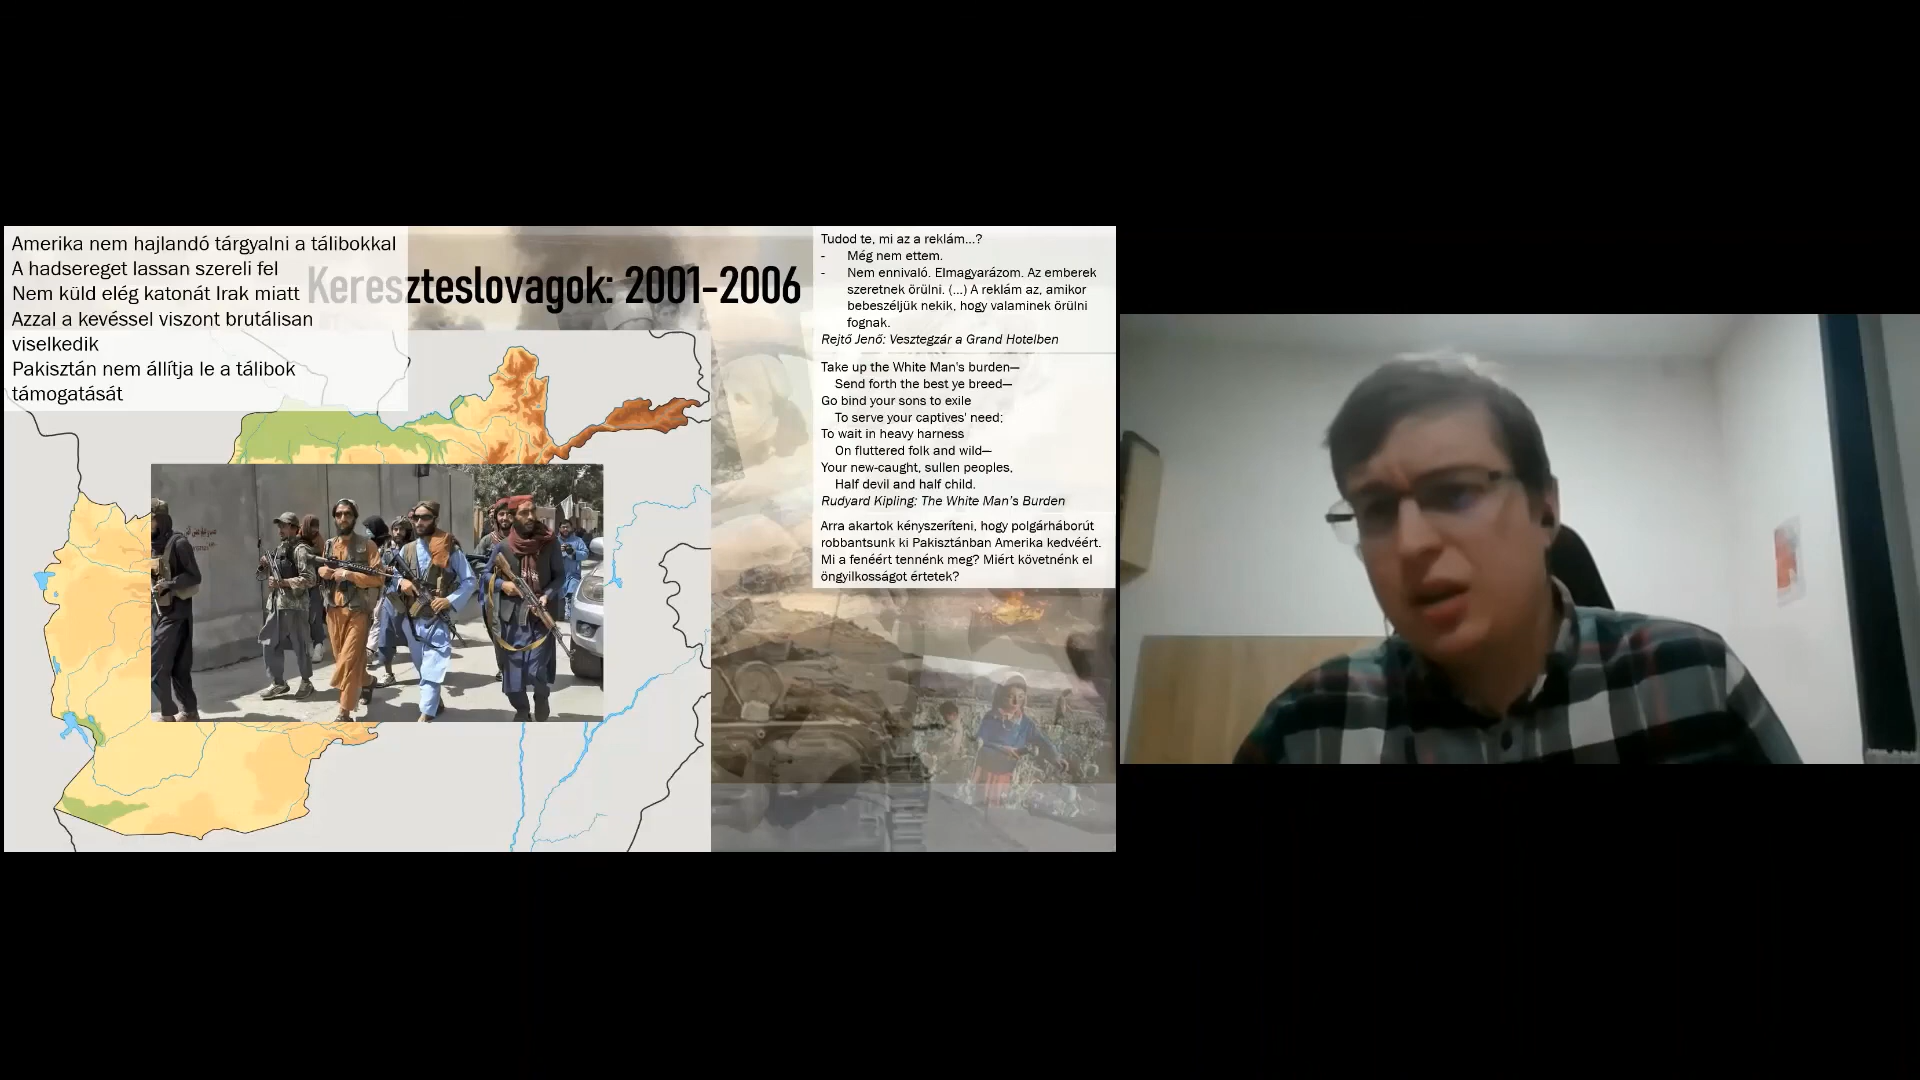 Amerika nem hajlandó tárgyalni a tálibokkal
A hadsereget lassan szereli fel
Nem küld elég katonát Irak miatt
Azzal a kevéssel viszont brutálisan
viselkedik
Pakisztán nem állítja le a tálibok
támogatását
Kereszteslovagok: 2001-2006
Tudod te, mi az a reklám...?
- Még nem ettem.
- Nem ennivaló. Elmagyarázom. Az emberek
szeretnek örülni. (...) A reklám az, amikor
bebeszéljük nekik, hogy valaminek örülni
fognak.
Rejtő Jenő: Vesztegzár a Grand Hotelben
Take up the White Man's burden—
Send forth the best ye breed—
Go bind your sons to exile
To serve your captives' need;
To wait in heavy harness
On fluttered folk and wild—
Your new-caught, sullen peoples,
Half devil and half child.
Rudyard Kipling: The White Man's Burden
Arra akartok kényszeríteni, hogy polgárháborút
robbantsunk ki Pakisztánban Amerika kedvéért.
Mi a fenéért tennénk meg? Miért követnénk el
öngyilkosságot értetek?